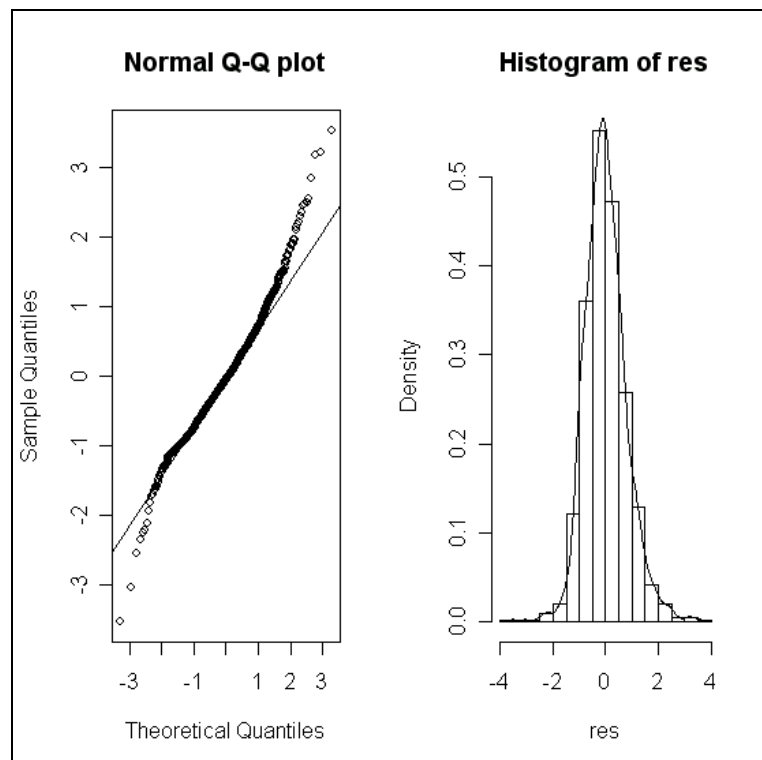 Normal Q-Q plot
Sample Quantiles
3
2
1
0
-1
-2
-3
-3 -1 1 2 3
Theoretical Quantiles
Histogram of res
Density
0.5
0.4
0.3
0.2
0.1
0.0
-4 -2 0 2 4
res